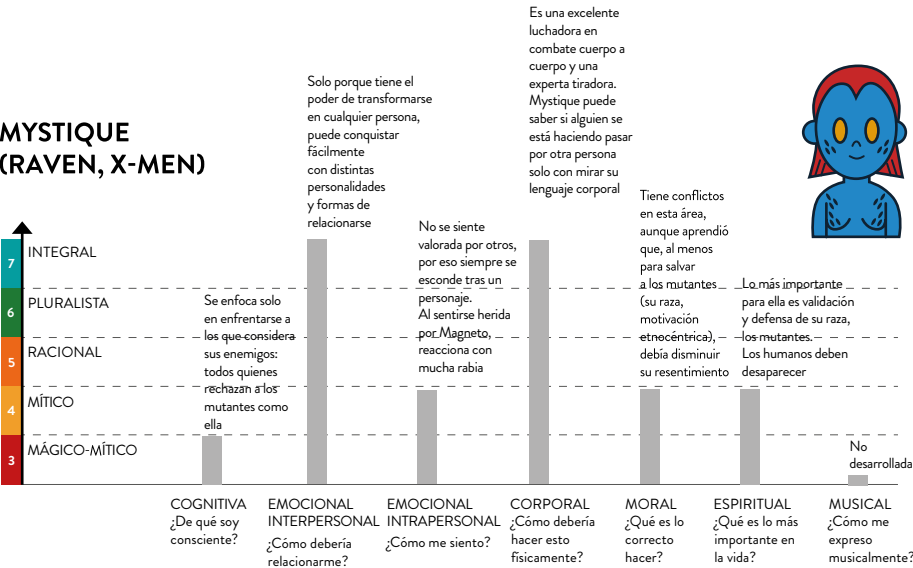 MYSTIQUE
(RAVEN, X-MEN)
Solo porque tiene el
poder de transformarse
en cualquier persona,
puede conquistar
fácilmente
con distintas
personalidades
y formas de
relacionarse
Es una excelente
luchadora en
combate cuerpo a
cuerpo y una
experta tiradora.
Mystique puede
saber si alguien se
está haciendo pasar
por otra persona
solo con mirar su
lenguaje corporal
No se siente
valorada por otros,
por eso siempre se
esconde tras un
personaje.
Al sentirse herida
por Magneto,
reacciona con
mucha rabia
Tiene conflictos
en esta área,
aunque aprendió
que, al menos
para salvar
a los mutantes
(su raza,
motivación
etnocéntrica),
debía disminuir
su resentimiento
Lo más importante
para ella es validación
y defensa de su raza,
los mutantes.
Los humanos deben
desaparecer
Se enfoca solo
en enfrentarse a
los que considera
sus enemigos:
todos quienes
rechazan a los
mutantes como
ella
No
desarrollada
7 INTEGRAL
6 PLURALISTA
5 RACIONAL
4 MÍTICO
3 MÁGICO-MÍTICO
COGNITIVA
¿De qué soy
consciente?
EMOCIONAL
INTERPERSONAL
¿Cómo debería
relacionarme?
EMOCIONAL
INTRAPERSONAL
¿Cómo me siento?
CORPORAL
¿Cómo debería
hacer esto
físicamente?
MORAL
¿Qué es lo
correcto
hacer?
ESPIRITUAL
¿Qué es lo más
importante en
la vida?
MUSICAL
¿Cómo me
expreso
musicalmente?